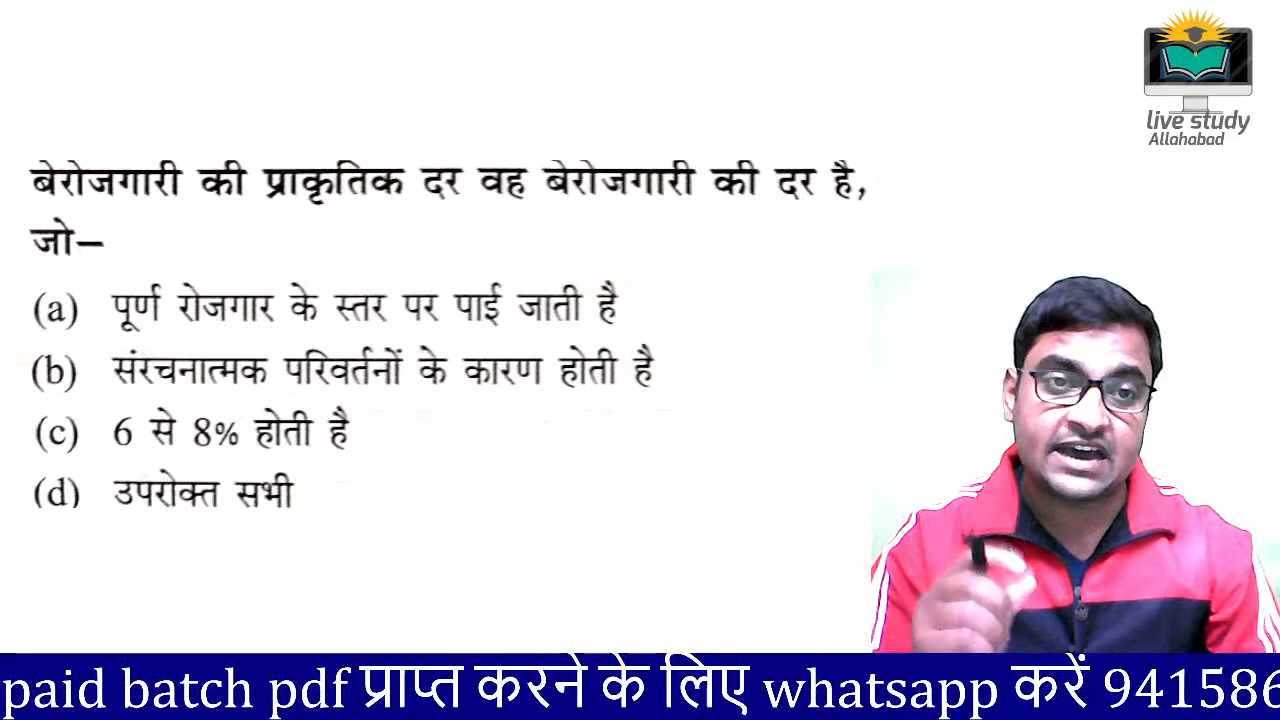 live study
Allahabad
बेरोजगारी की प्राकृतिक दर वह बेरोजगारी की दर है,
जो–
(a) पूर्ण रोजगार के स्तर पर पाई जाती है
(b) संरचनात्मक परिवर्तनों के कारण होती है
(c) 6 से 8% होती है
(d) उपरोक्त सभी
paid batch pdf प्राप्त करने के लिए whatsapp करें 941586